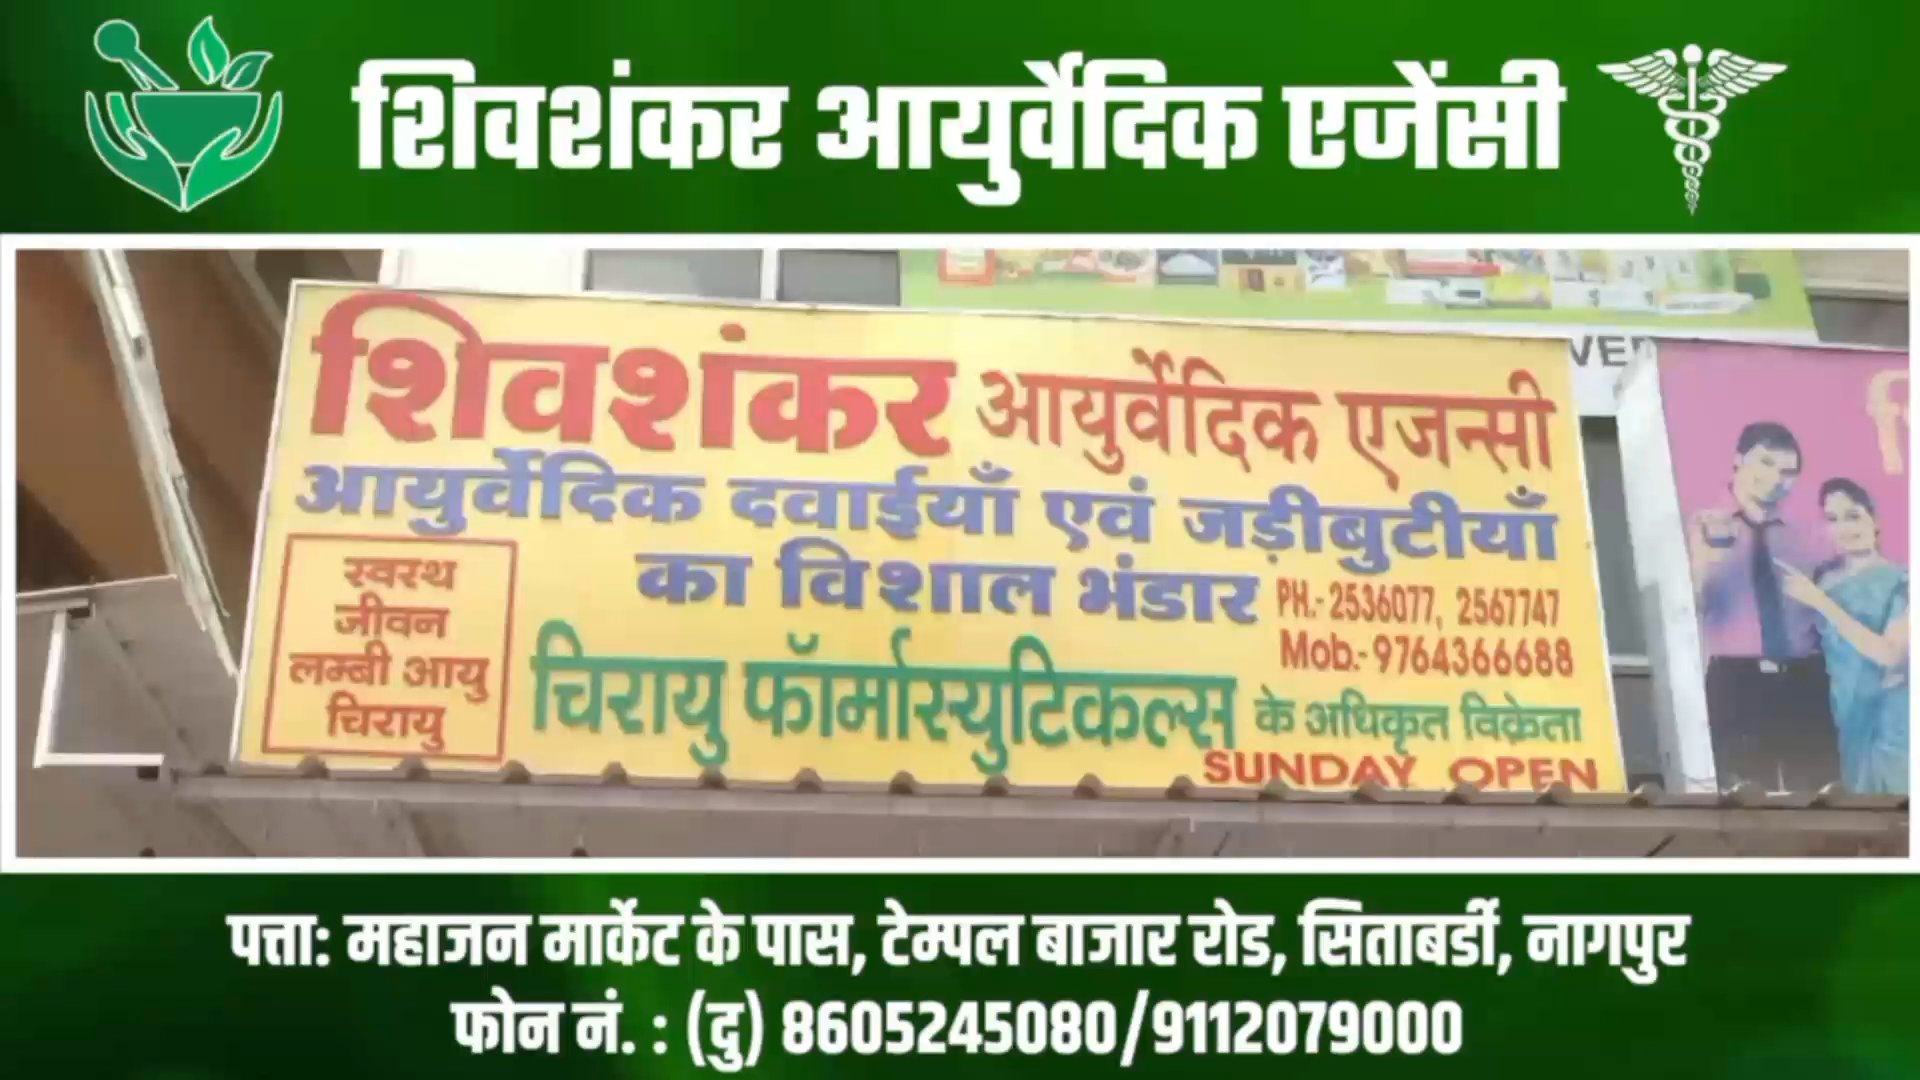 शिवशंकर आयुर्वेदिक एजेंसी
शिवशंकर आयुर्वेदिक एजन्सी
आयुर्वेदिक दवाईयाँ एवं जड़ीबुटीयाँ
का विशाल भंडार
PH.- 2536077, 2567747
Mob.- 9764366688
स्वस्थ
जीवन
लम्बी आयु
चिरायु
चिरायु फॉर्मास्युटिकल्स के अधिकृत विक्रेता
SUNDAY OPEN
पत्ता: महाजन मार्केट के पास, टेम्पल बाजार रोड, सिताबर्डी, नागपुर
फोन नं. : (दु) 8605245080/9112079000